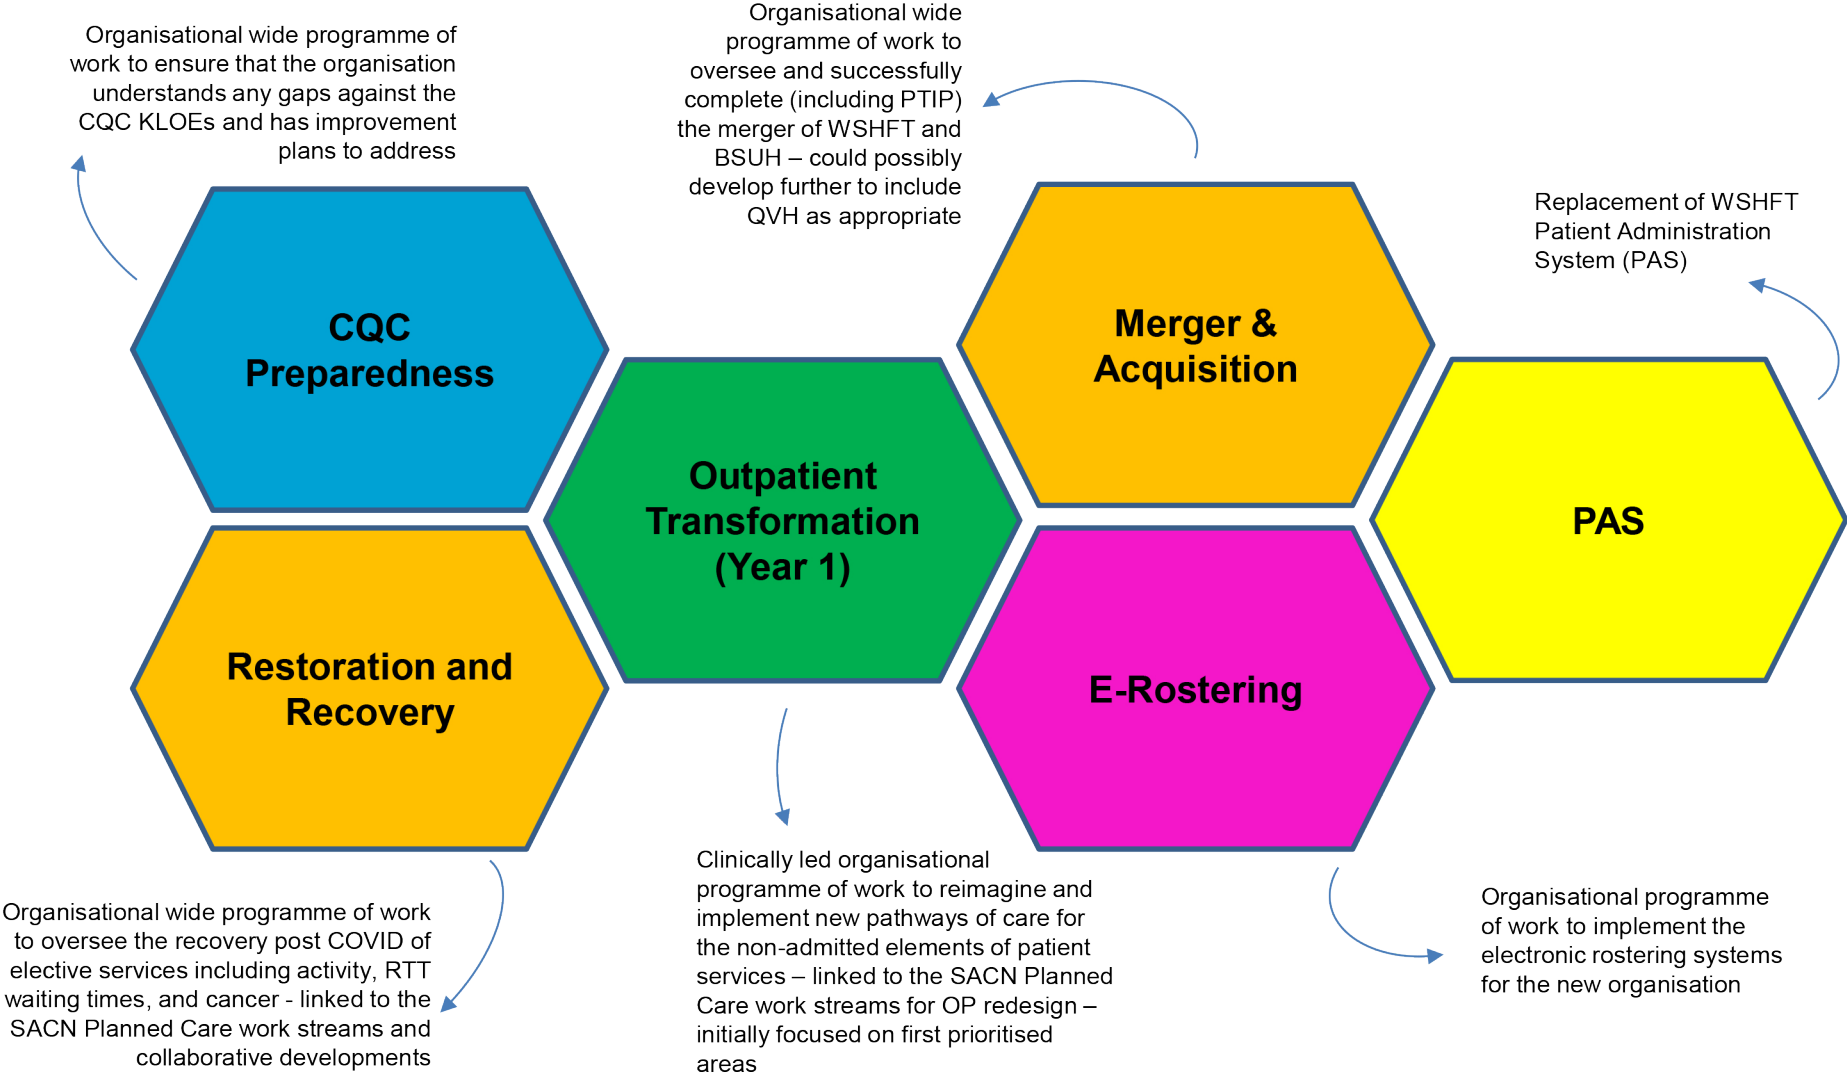 Organisational wide programme of
work to ensure that the organisation
understands any gaps against the
CQC KLOEs and has improvement
plans to address
Organisational wide
programme of work to
oversee and successfully
complete (including PTIP)
the merger of WSHFT and
BSUH – could possibly
develop further to include
QVH as appropriate
Replacement of WSHFT
Patient Administration
System (PAS)
CQC
Preparedness
Merger &
Acquisition
Outpatient
Transformation
(Year 1)
PAS
Restoration and
Recovery
E-Rostering
Organisational wide programme of work
to oversee the recovery post COVID of
elective services including activity, RTT
waiting times, and cancer - linked to the
SACN Planned Care work streams and
collaborative developments
Clinically led organisational
programme of work to reimagine and
implement new pathways of care for
the non-admitted elements of patient
services – linked to the SACN Planned
Care work streams for OP redesign –
initially focused on first prioritised
areas
Organisational programme
of work to implement the
electronic rostering systems
for the new organisation